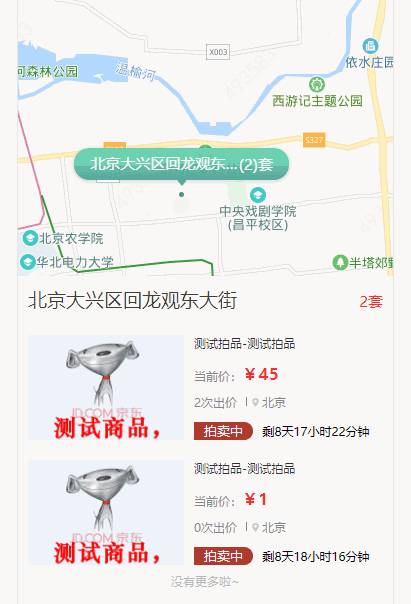 X003
河森林公园
温榆河
依水庄园
西游记主题公园
S327
北京大兴区回龙观东...(2)套
中央戏剧学院
(昌平校区)
北京农学院
华北电力大学
半塔郊野
北京大兴区回龙观东大街
2套
测试拍品-测试拍品
当前价：￥45
2次出价 北京
拍卖中 剩8天17小时22分钟
JD.COM 京东
测试商品，
测试拍品-测试拍品
当前价：￥1
0次出价 北京
拍卖中 剩8天18小时16分钟
JD.COM 京东
测试商品，
没有更多啦~